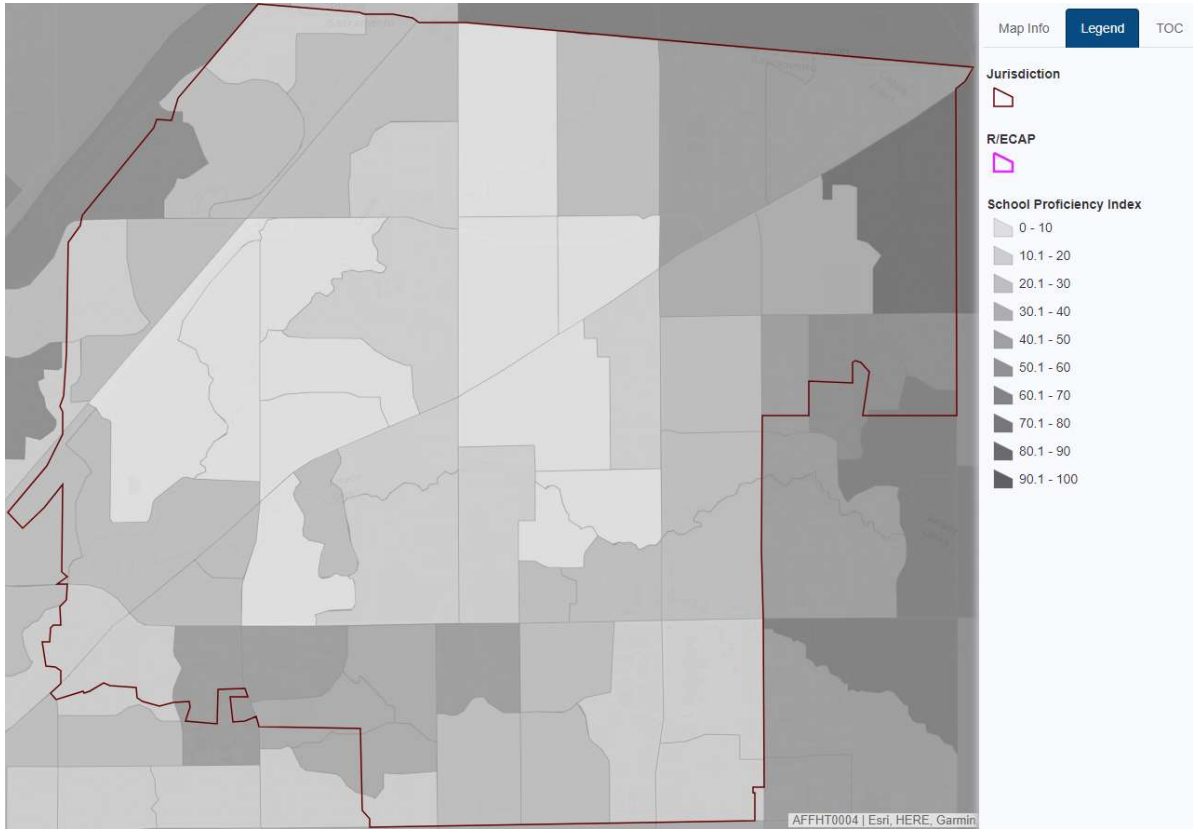 Map Info Legend TOC
Jurisdiction
R/ECAP
School Proficiency Index
0 - 10
10.1 - 20
20.1 - 30
30.1 - 40
40.1 - 50
50.1 - 60
60.1 - 70
70.1 - 80
80.1 - 90
90.1 - 100
AFFHT0004 | Esri, HERE, Garmin